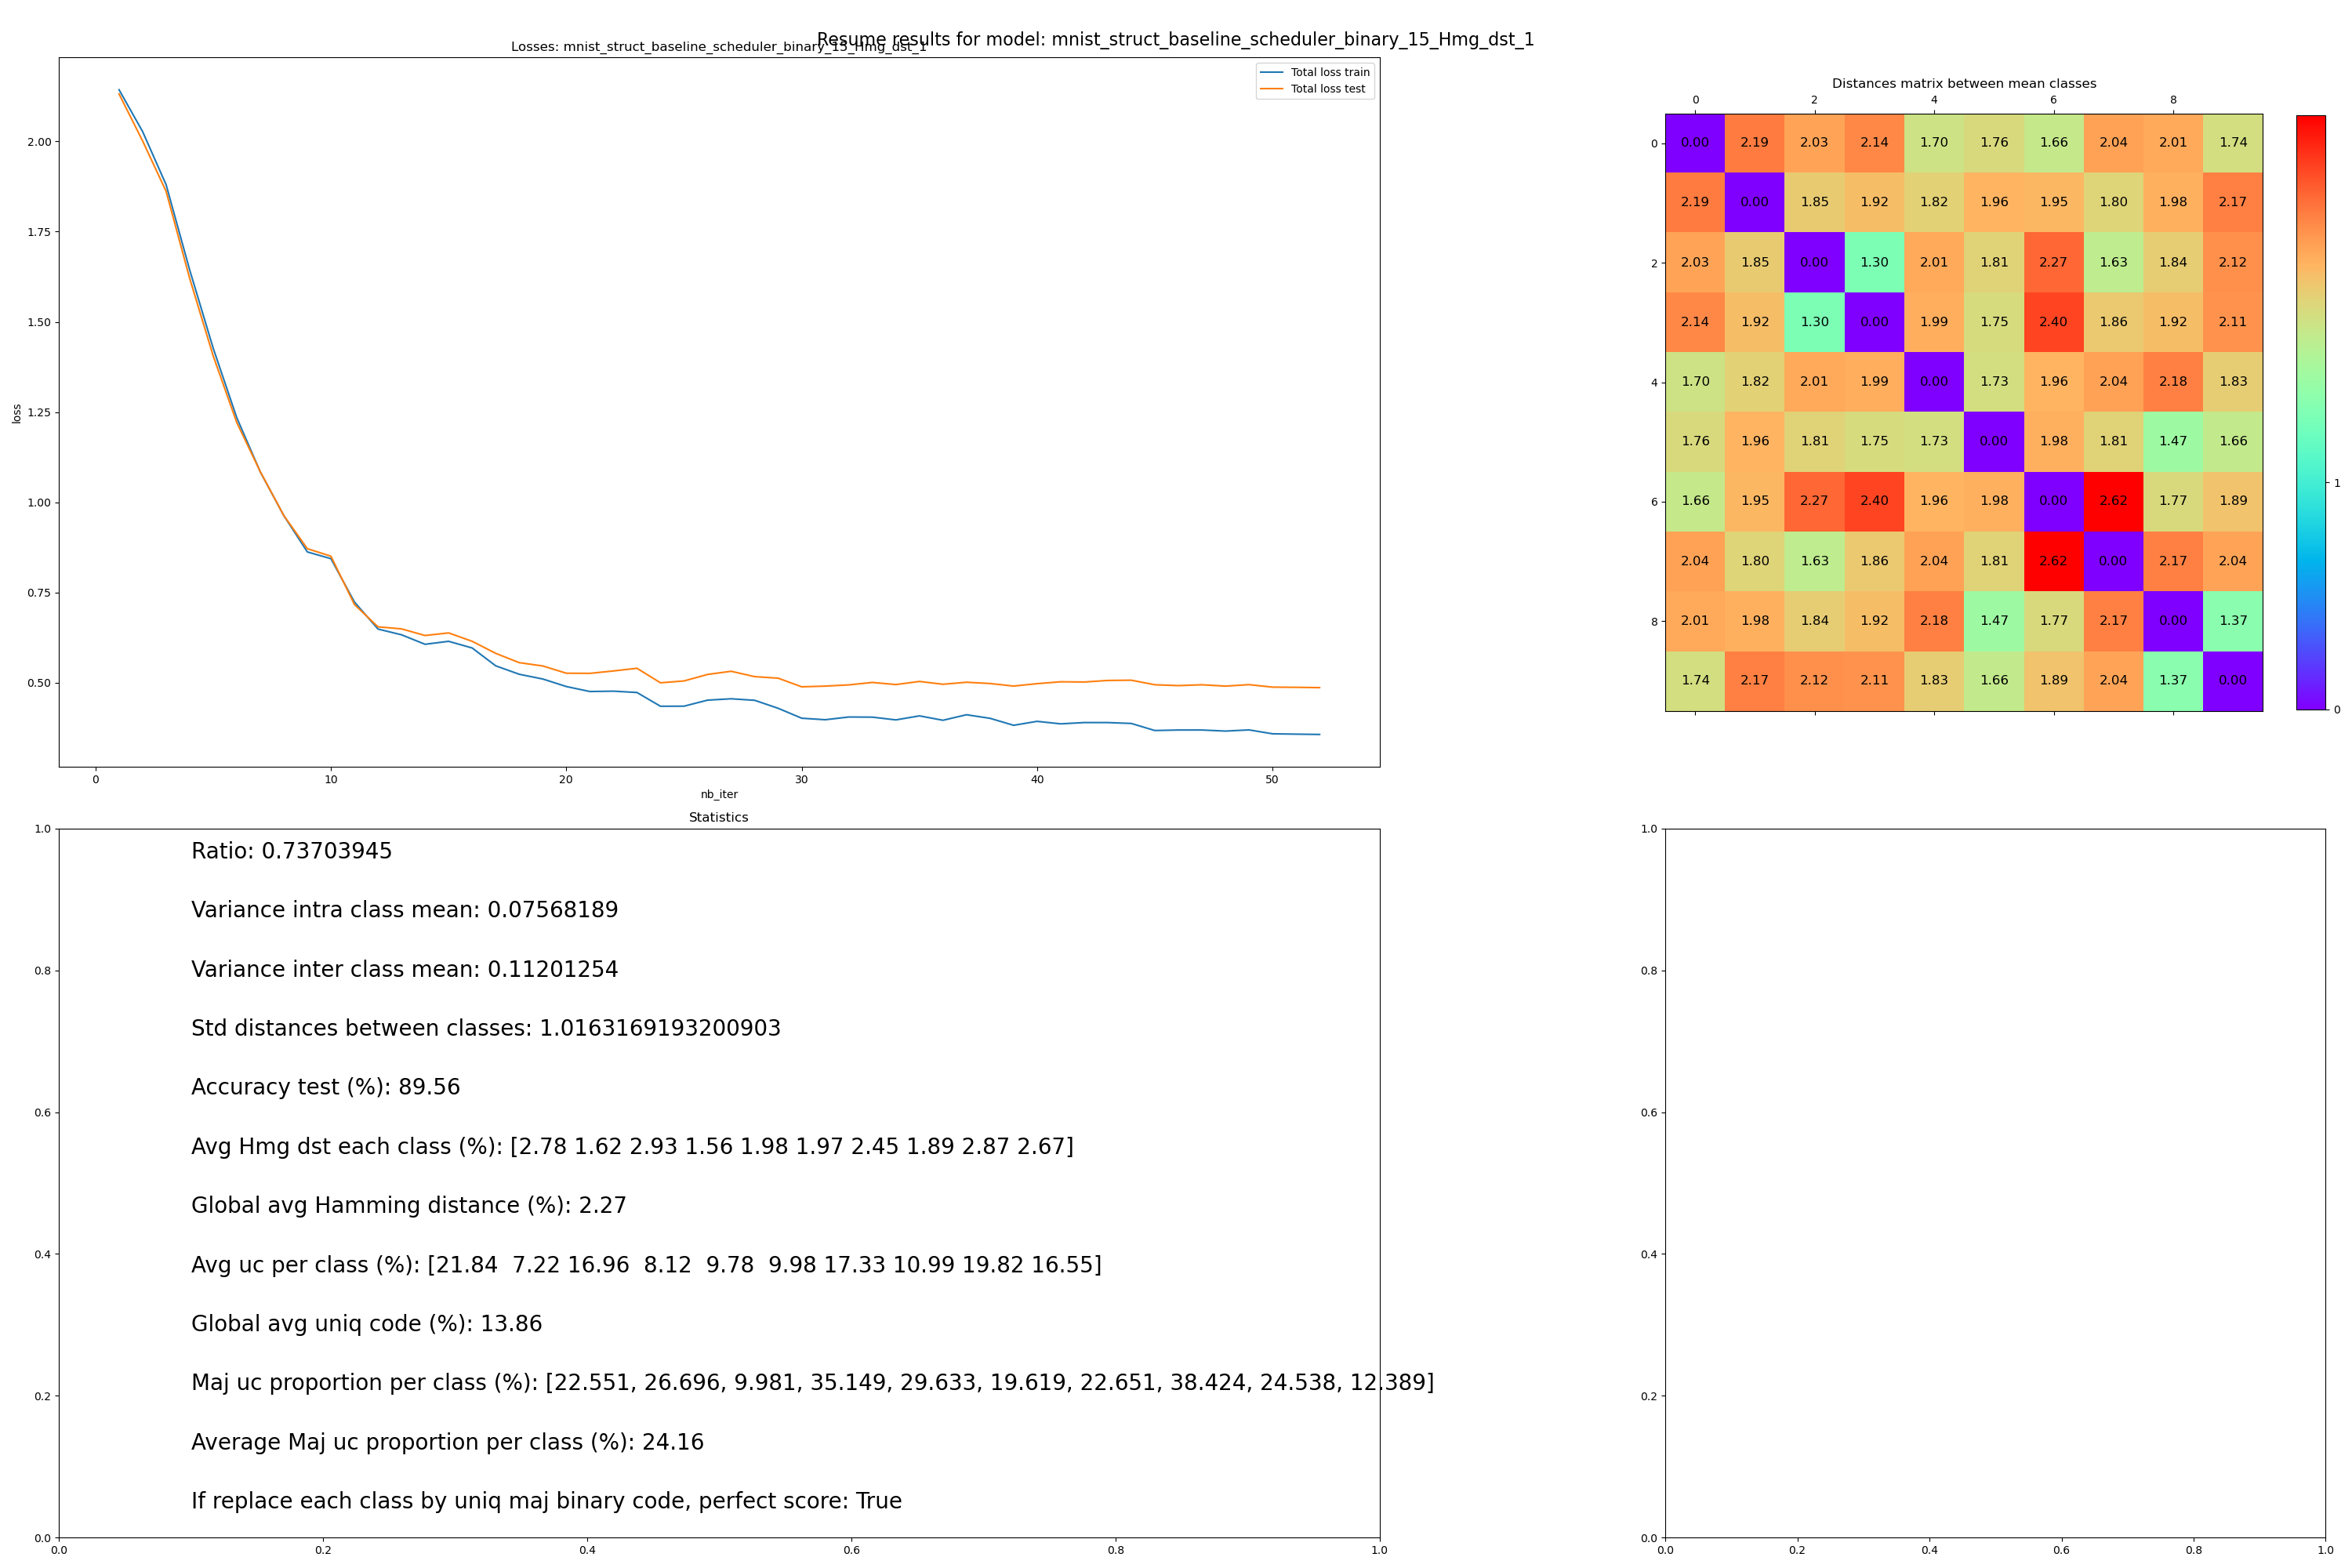 Resume results for model: mnist_struct_baseline_scheduler_binary_15_Hmg_dst_1
Losses: mnist_struct_baseline_scheduler_binary_15_Hmg_dst_1
Total loss train
Total loss test
2.00
1.75
1.50
1.25
1.00
0.75
0.50
loss
0 10 20 30 40 50
nb_iter
Distances matrix between mean classes
0 2 4 6 8
0 0.00 2.19 2.03 2.14 1.70 1.76 1.66 2.04 2.01 1.74
2.19 0.00 1.85 1.92 1.82 1.96 1.95 1.80 1.98 2.17
2 2.03 1.85 0.00 1.30 2.01 1.81 2.27 1.63 1.84 2.12
2.14 1.92 1.30 0.00 1.99 1.75 2.40 1.86 1.92 2.11
4 1.70 1.82 2.01 1.99 0.00 1.73 1.96 2.04 2.18 1.83
1.76 1.96 1.81 1.75 1.73 0.00 1.98 1.81 1.47 1.66
6 1.66 1.95 2.27 2.40 1.96 1.98 0.00 2.62 1.77 1.89
2.04 1.80 1.63 1.86 2.04 1.81 2.62 0.00 2.17 2.04
8 2.01 1.98 1.84 1.92 2.18 1.47 1.77 2.17 0.00 1.37
1.74 2.17 2.12 2.11 1.83 1.66 1.89 2.04 1.37 0.00
1
0
Statistics
Ratio: 0.73703945
Variance intra class mean: 0.07568189
Variance inter class mean: 0.11201254
Std distances between classes: 1.0163169193200903
Accuracy test (%): 89.56
Avg Hmg dst each class (%): [2.78 1.62 2.93 1.56 1.98 1.97 2.45 1.89 2.87 2.67]
Global avg Hamming distance (%): 2.27
Avg uc per class (%): [21.84  7.22 16.96  8.12  9.78  9.98 17.33 10.99 19.82 16.55]
Global avg uniq code (%): 13.86
Maj uc proportion per class (%): [22.551, 26.696, 9.981, 35.149, 29.633, 19.619, 22.651, 38.424, 24.538, 12.389]
Average Maj uc proportion per class (%): 24.16
If replace each class by uniq maj binary code, perfect score: True
1.0
0.8
0.6
0.4
0.2
0.0
0.0 0.2 0.4 0.6 0.8 1.0
1.0
0.8
0.6
0.4
0.2
0.0
0.0 0.2 0.4 0.6 0.8 1.0